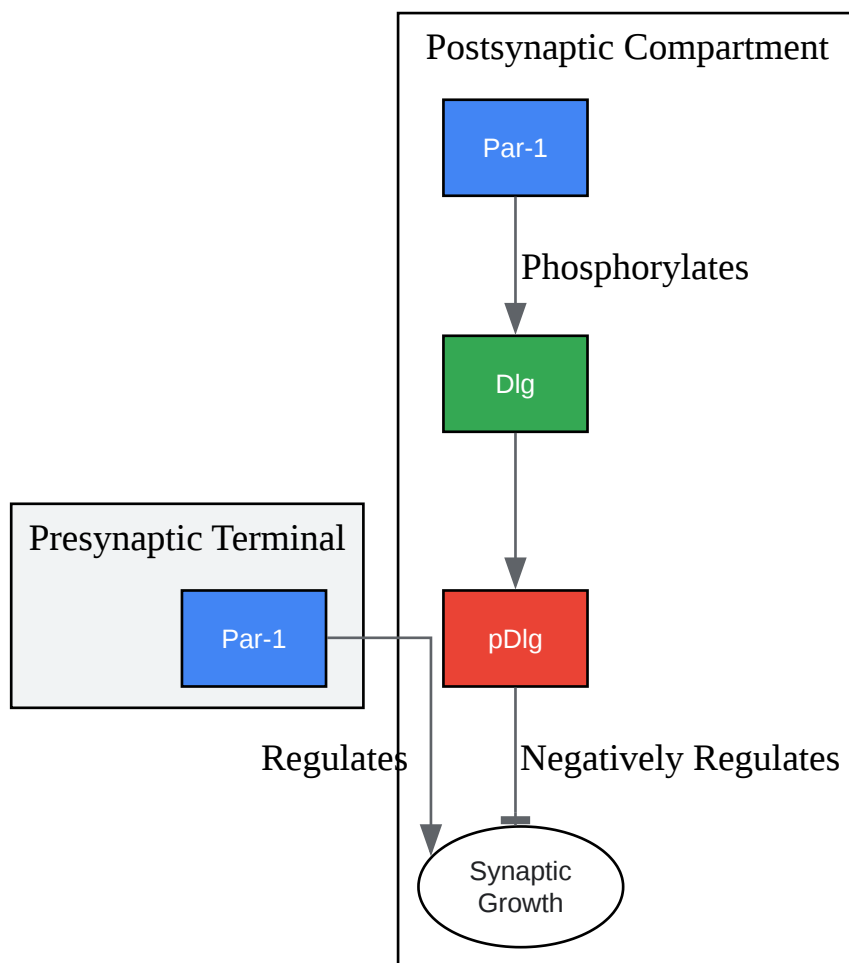 Postsynaptic Compartment
Par-1
Phosphorylates
Dlg
Presynaptic Terminal
Par-1
pDlg
Regulates
Negatively Regulates
Synaptic
Growth